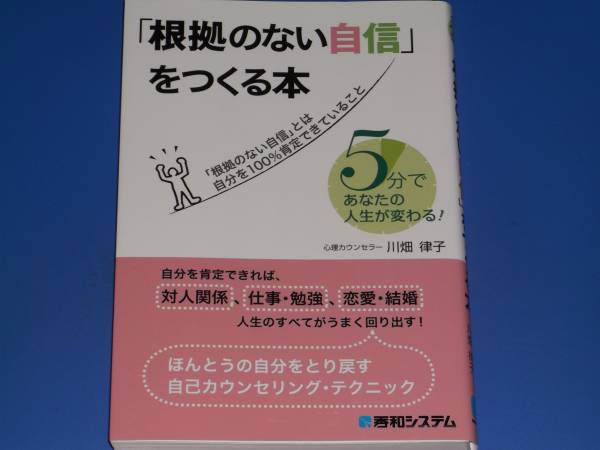 「根拠のない自信」
をつくる本
「根拠のない自信」とは
自分を100%肯定できていること
5分で
あなたの
人生が変わる!
心理カウンセラー 川畑 律子
自分を肯定できれば、
対人関係、仕事・勉強、恋愛・結婚
人生のすべてがうまく回り出す!
ほんとうの自分をとり戻す
自己カウンセリング・テクニック
秀和システム